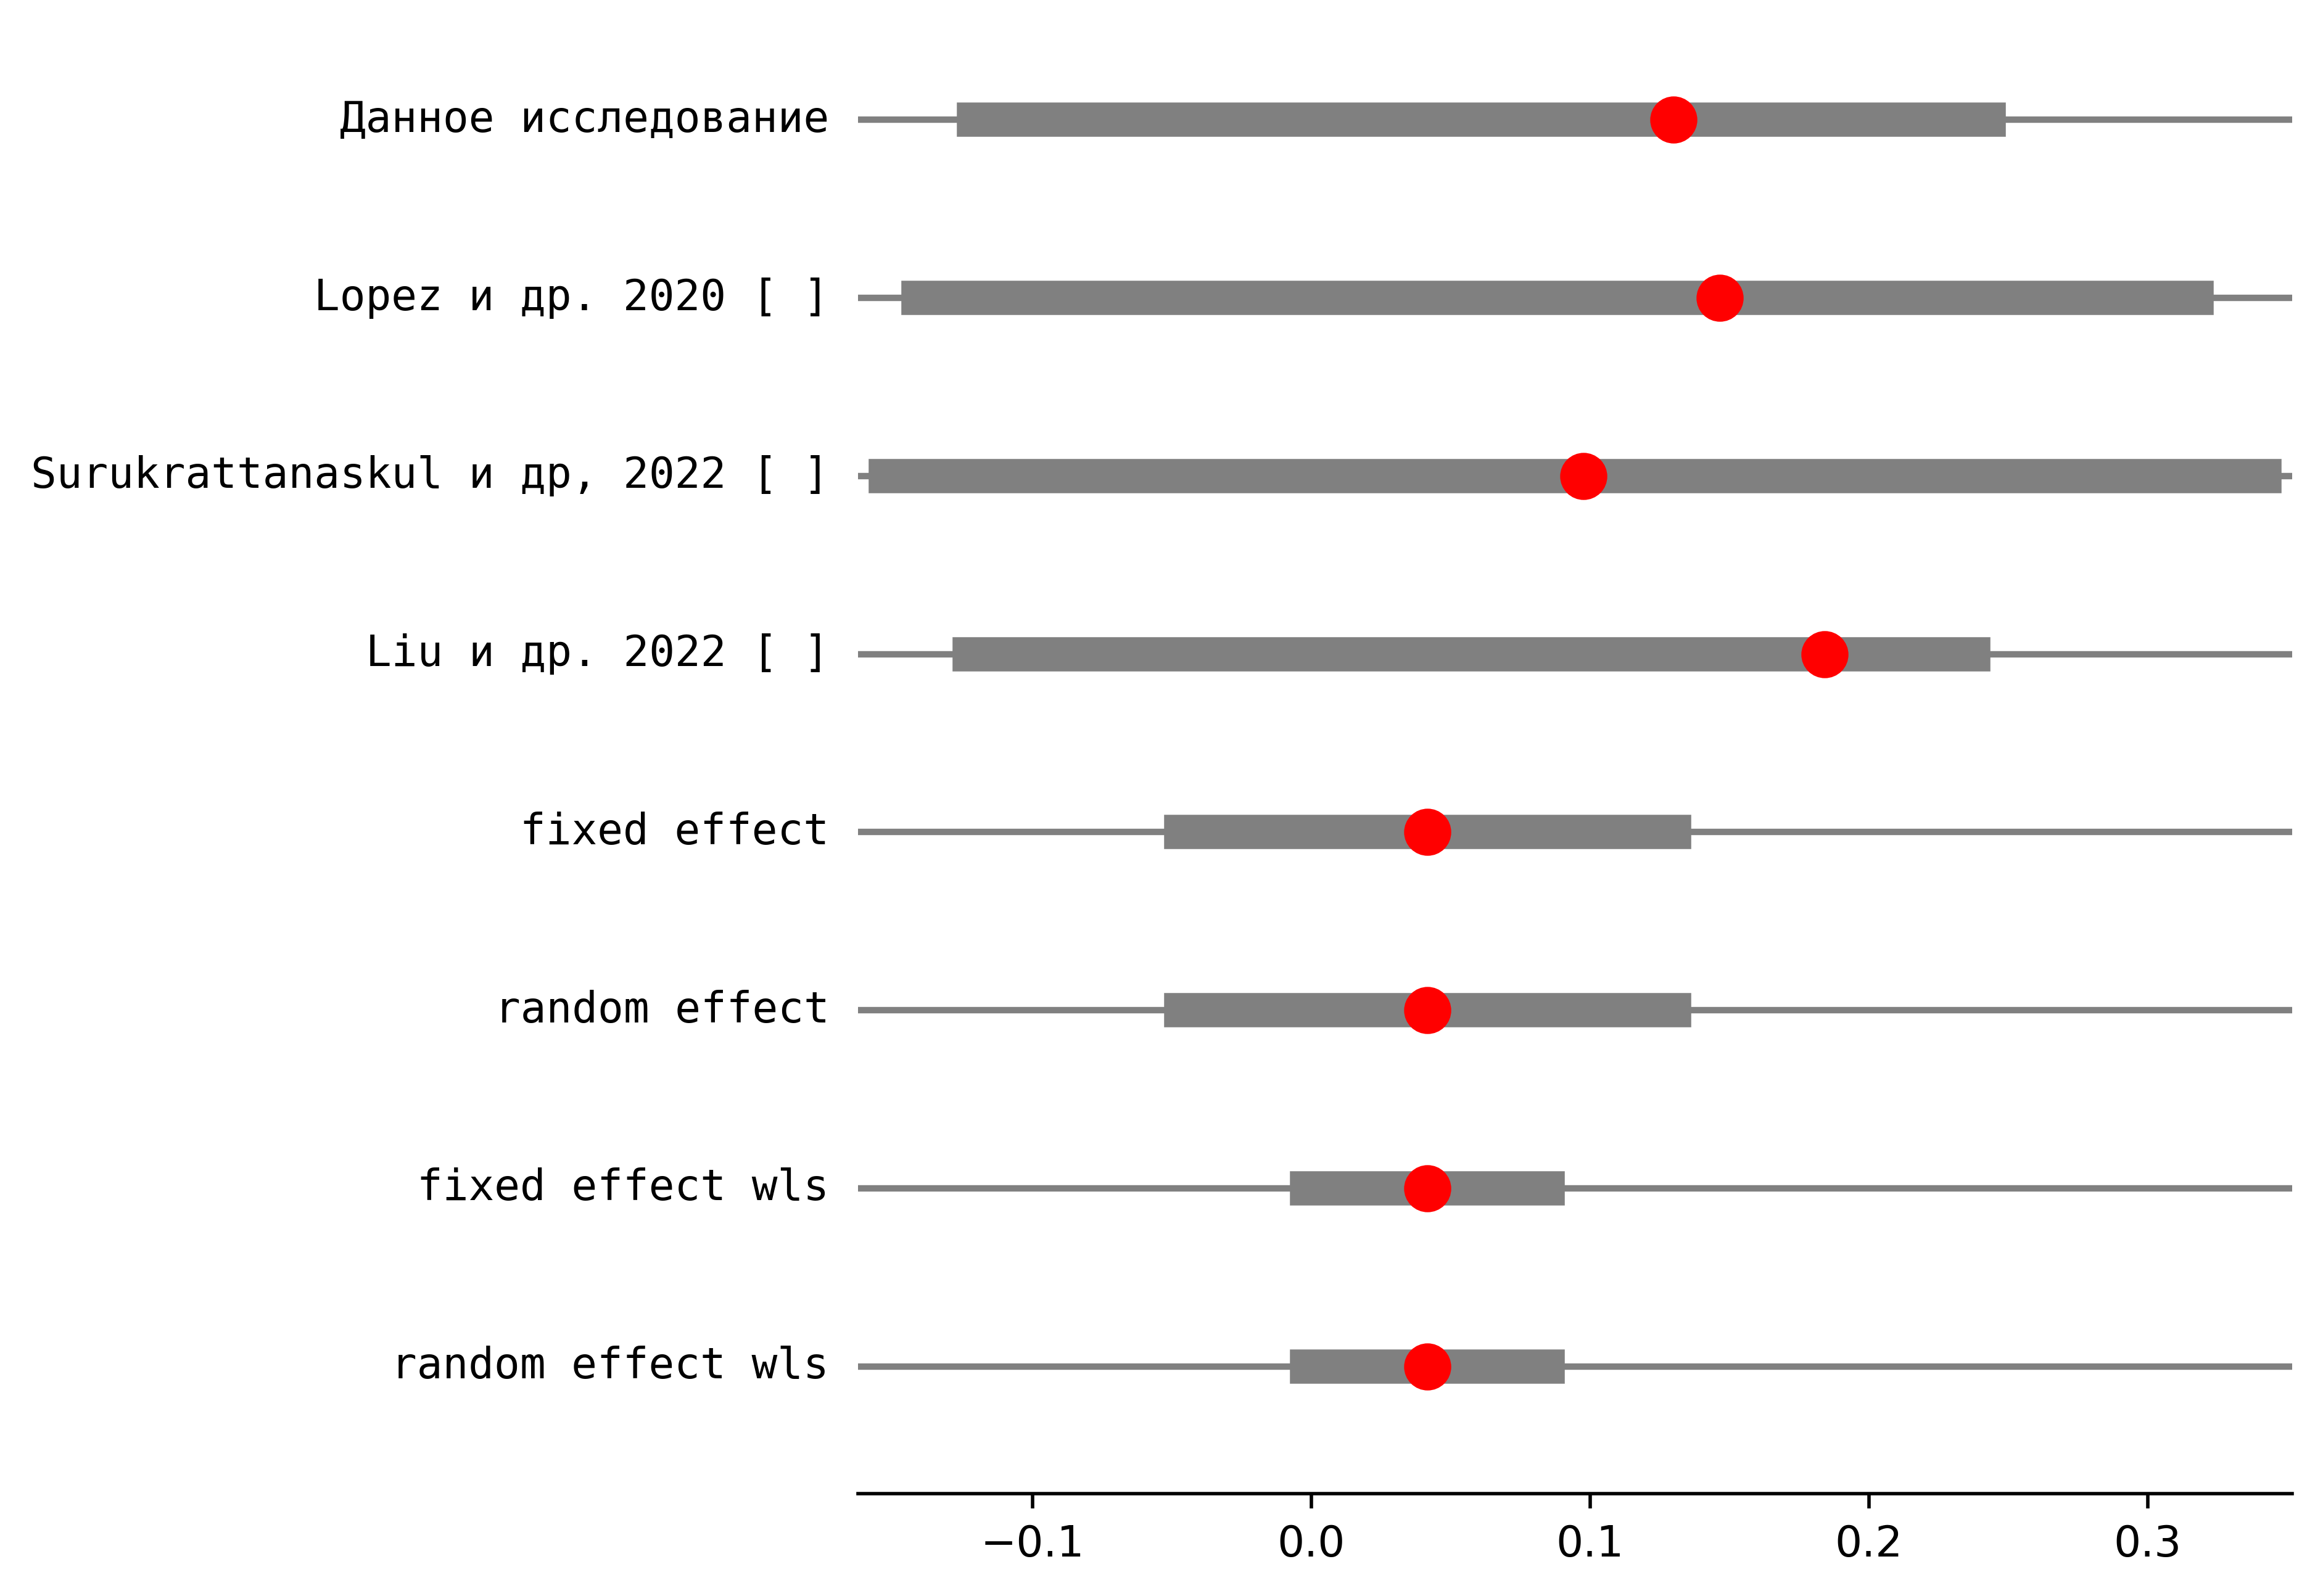 Данное исследование
Lopez и др. 2020 [ ]
Surukrattanaskul и др, 2022 [ ]
Liu и др. 2022 [ ]
fixed effect
random effect
fixed effect wls
random effect wls
−0.1 0.0 0.1 0.2 0.3